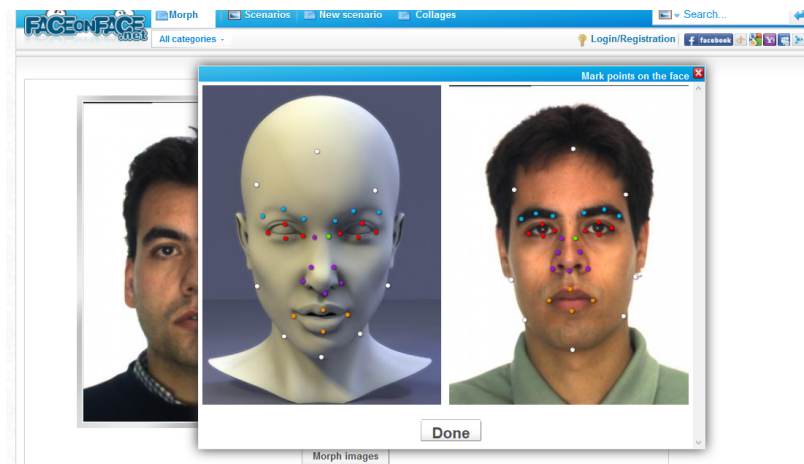 FACEONFACE
.net
Morph
Scenarios
New scenario
Collages
Search...
All categories -
Login/Registration
facebook
Mark points on the face
Done
Morph images